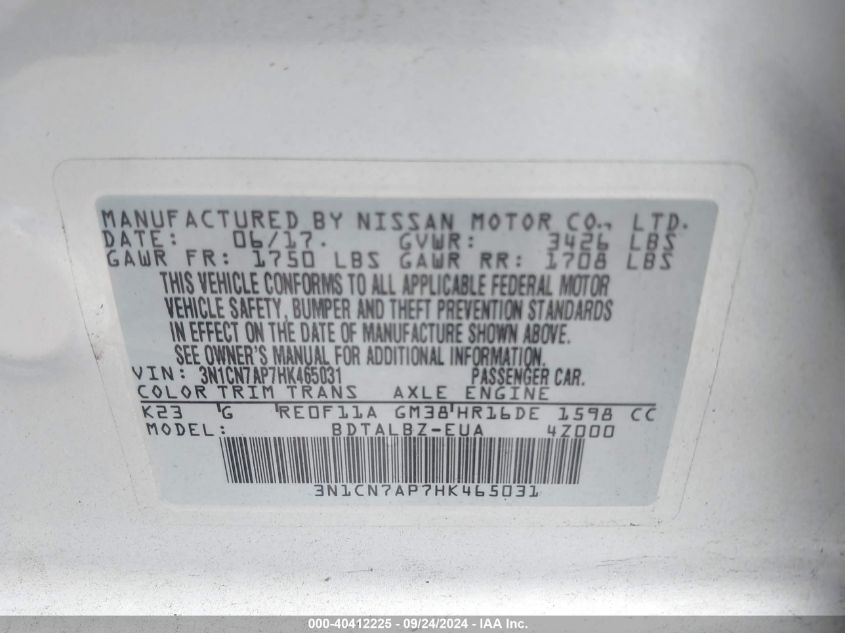 MANUFACTURED BY NISSAN MOTOR CO., LTD.
DATE: 06/17. GVWR: 3426 LBS
GAWR FR: 1750 LBS GAWR RR: 1708 LBS
THIS VEHICLE CONFORMS TO ALL APPLICABLE FEDERAL MOTOR
VEHICLE SAFETY, BUMPER AND THEFT PREVENTION STANDARDS
IN EFFECT ON THE DATE OF MANUFACTURE SHOWN ABOVE.
SEE OWNER'S MANUAL FOR ADDITIONAL INFORMATION.
VIN: 3N1CN7AP7HK465031 PASSENGER CAR.
COLOR TRIM TRANS AXLE ENGINE
K23 G RE0F11A GM38 HR16DE 1598 CC
MODEL: BDTALBZ-EUA 4Z000
3N1CN7AP7HK465031
000-40412225 - 09/24/2024 - IAA Inc.